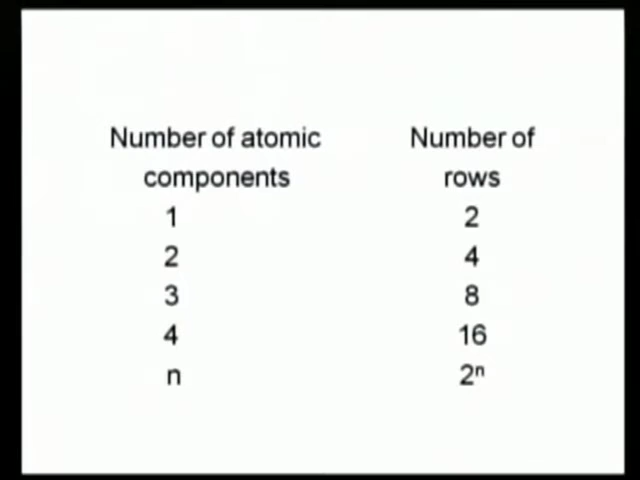 Number of atomic components Number of rows
1 2
2 4
3 8
4 16
n 2ⁿ